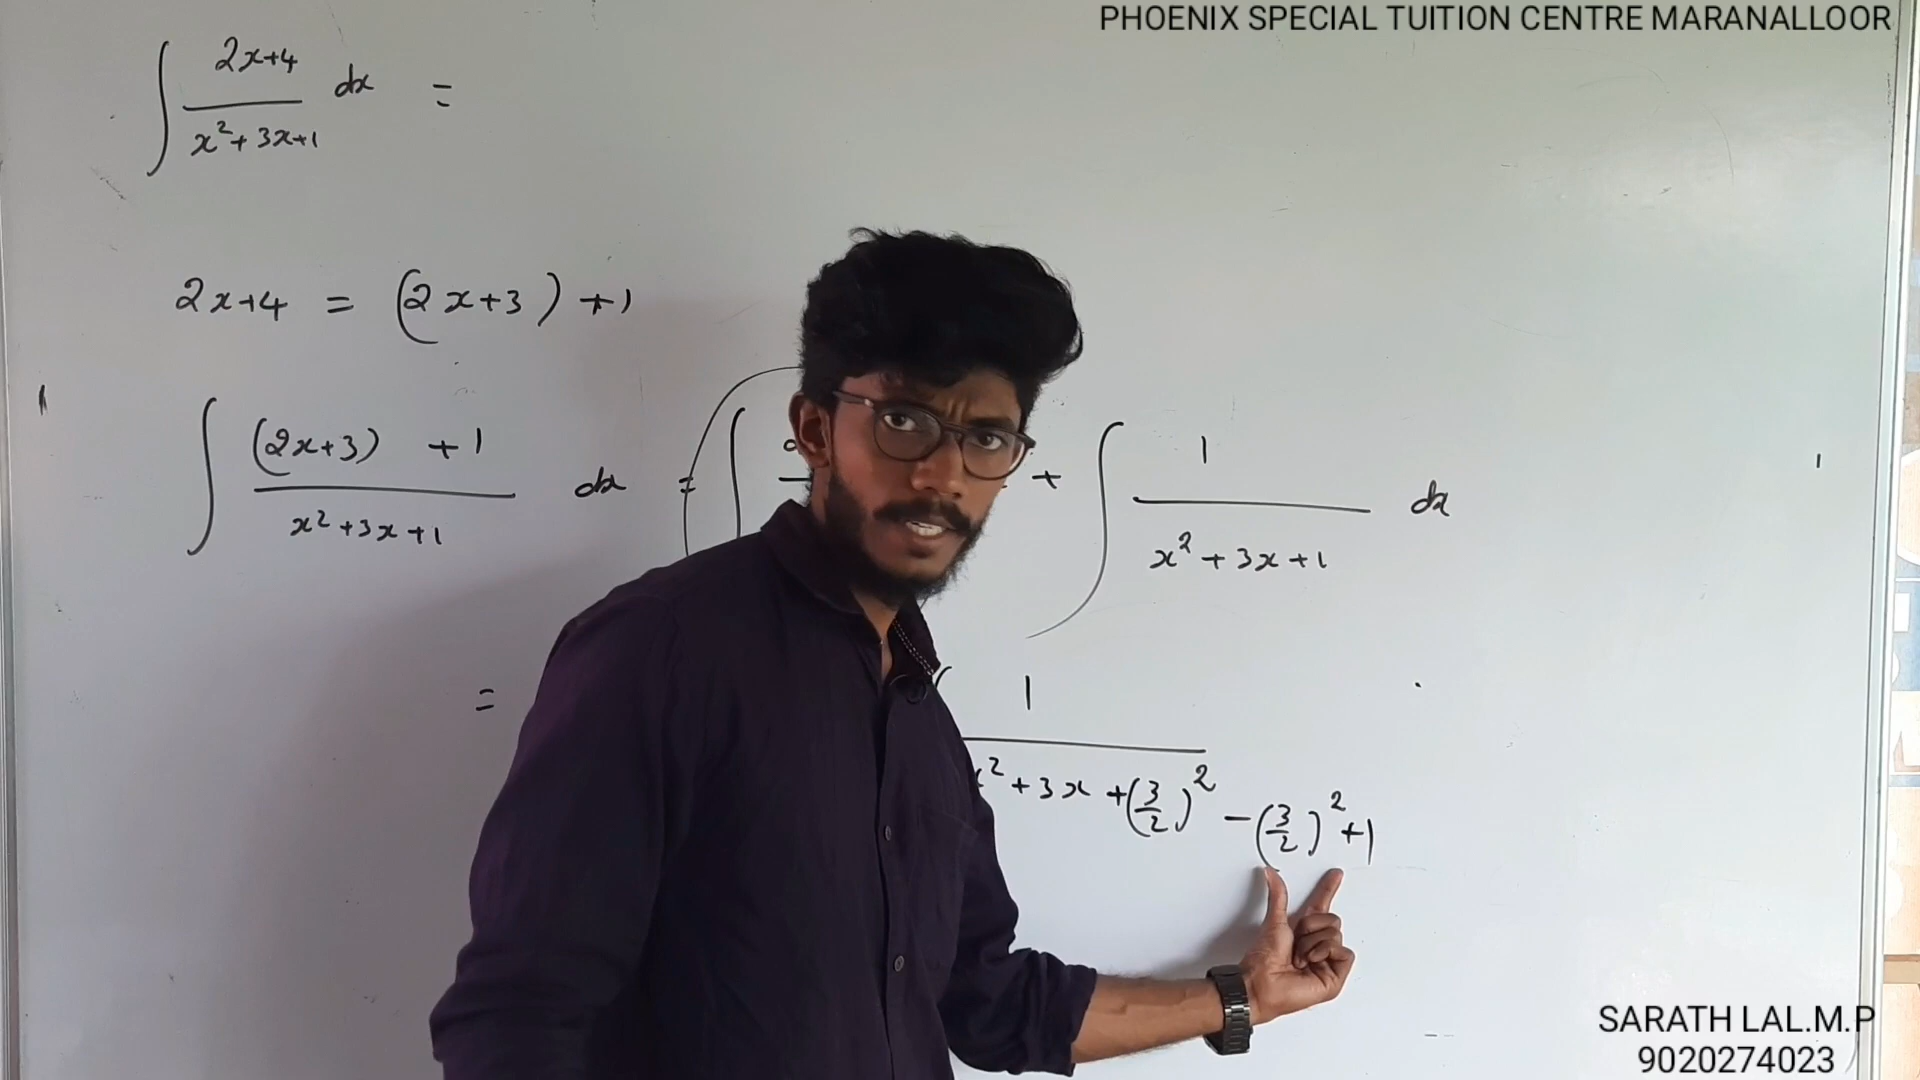 PHOENIX SPECIAL TUITION CENTRE MARANALLOOR
∫ (2x+4)/(x²+3x+1) dx =
2x+4 = (2x+3) +1
∫ ((2x+3) +1)/(x²+3x+1) dx = ∫ + ∫ 1/(x²+3x+1) dx
= 1/(x²+3x+(3/2)² -(3/2)²+1)
SARATH LAL.M.P
9020274023